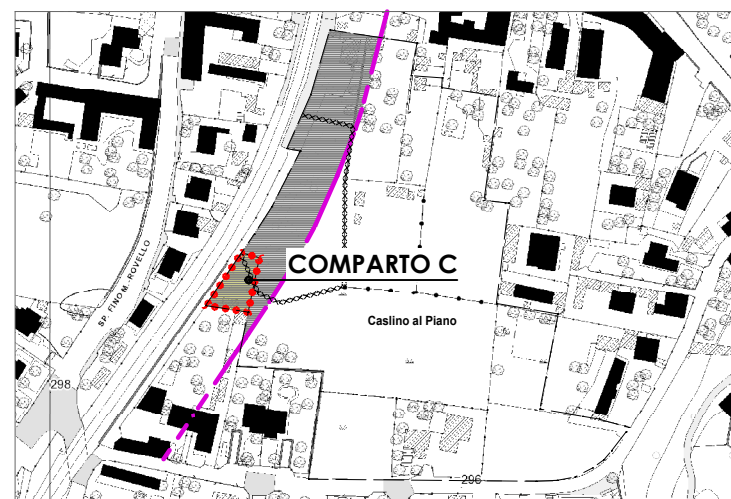 COMPARTO C
SP. FINO M. - ROVELLO
Caslino al Piano
298
296